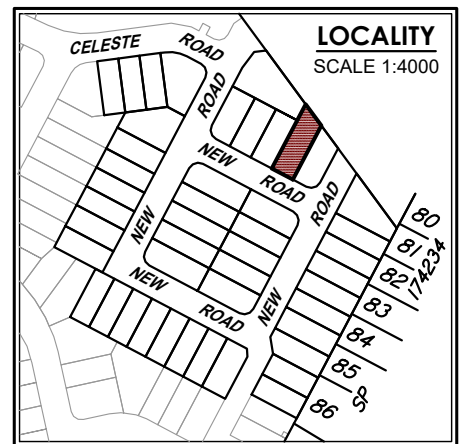 LOCALITY
SCALE 1:4000
CELESTE ROAD
NEW ROAD
NEW ROAD
NEW ROAD
NEW ROAD
80
81
82
83
84
85
86
SP 174234